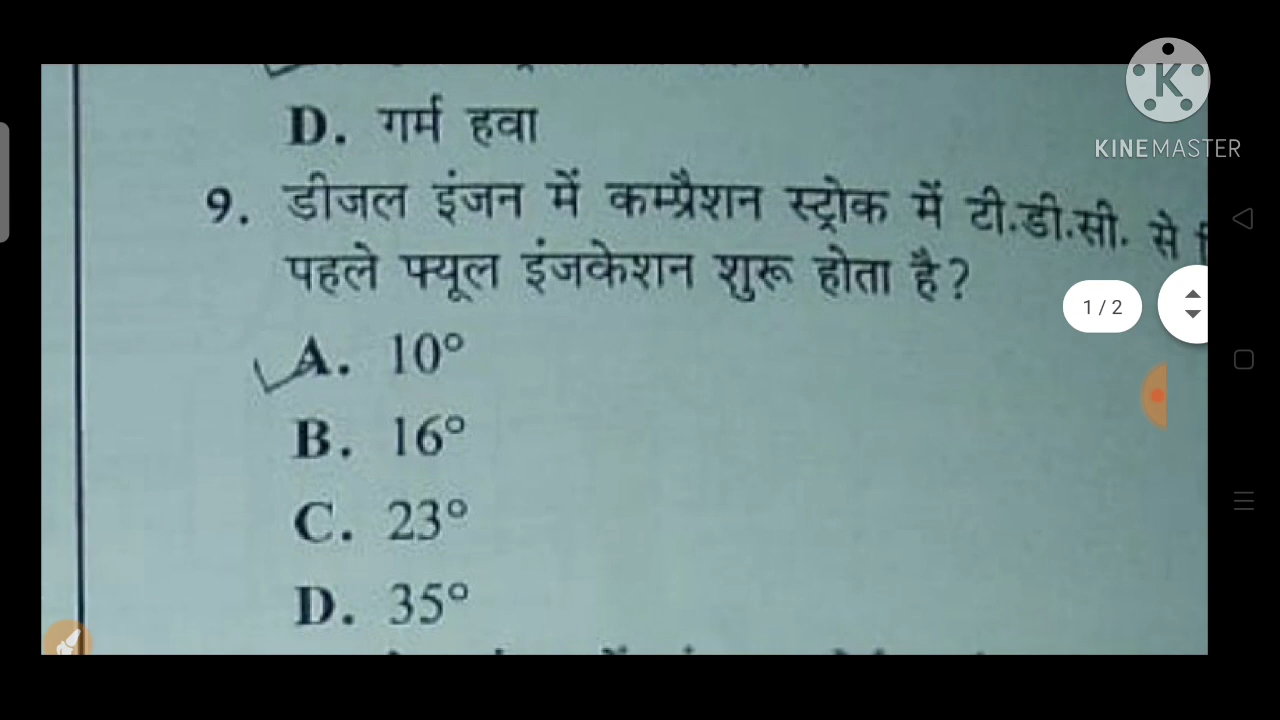 D. गर्म हवा
9. डीजल इंजन में कम्प्रैशन स्ट्रोक में टी.डी.सी. से
पहले फ्यूल इंजकेशन शुरू होता है?
A. 10°
B. 16°
C. 23°
D. 35°
K
KINEMASTER
1 / 2